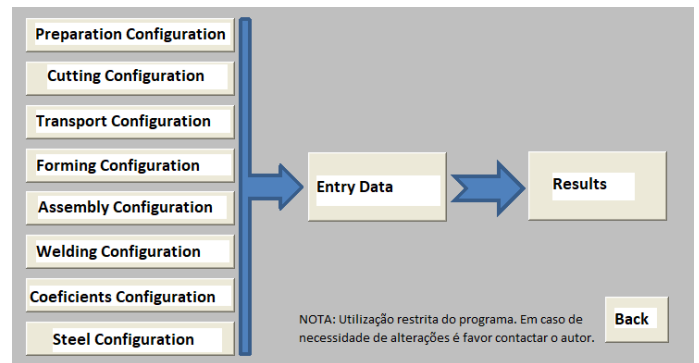 Preparation Configuration
Cutting Configuration
Transport Configuration
Forming Configuration
Assembly Configuration
Welding Configuration
Coeficients Configuration
Steel Configuration
Entry Data
Results
NOTA: Utilização restrita do programa. Em caso de
necessidade de alterações é favor contactar o autor.
Back